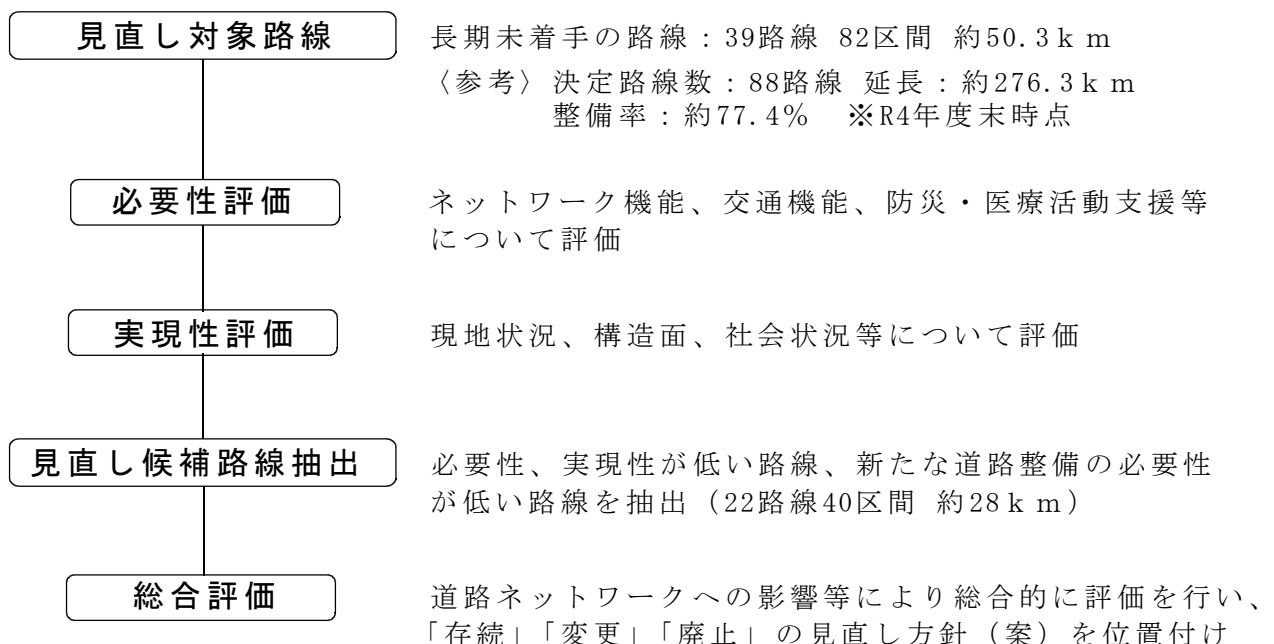 見直し対象路線
長期未着手の路線：39路線 82区間 約50.3ｋｍ
〈参考〉決定路線数：88路線 延長：約276.3ｋｍ
整備率：約77.4％　※R4年度末時点
必要性評価
ネットワーク機能、交通機能、防災・医療活動支援等
について評価
実現性評価
現地状況、構造面、社会状況等について評価
見直し候補路線抽出
必要性、実現性が低い路線、新たな道路整備の必要性
が低い路線を抽出（22路線40区間 約28ｋｍ）
総合評価
道路ネットワークへの影響等により総合的に評価を行い、
「存続」「変更」「廃止」の見直し方針（案）を位置付け